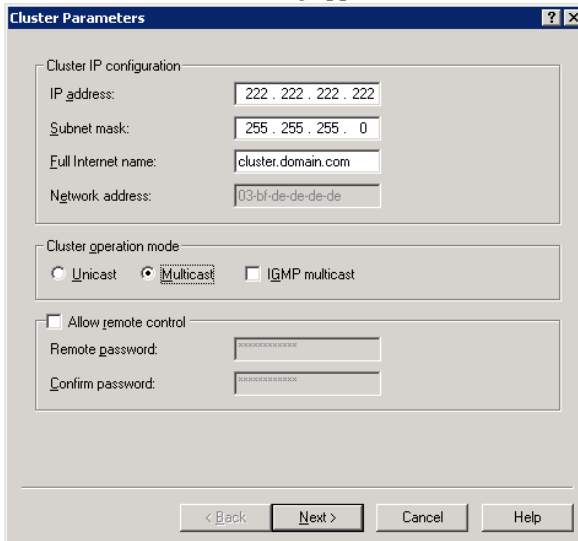 Cluster Parameters
Cluster IP configuration
IP address: 222 . 222 . 222 . 222
Subnet mask: 255 . 255 . 255 . 0
Full Internet name: cluster.domain.com
Network address: 03-bf-de-de-de-de
Cluster operation mode
Unicast Multicast IGMP multicast
Allow remote control
Remote password: ************
Confirm password: ************
< Back Next > Cancel Help